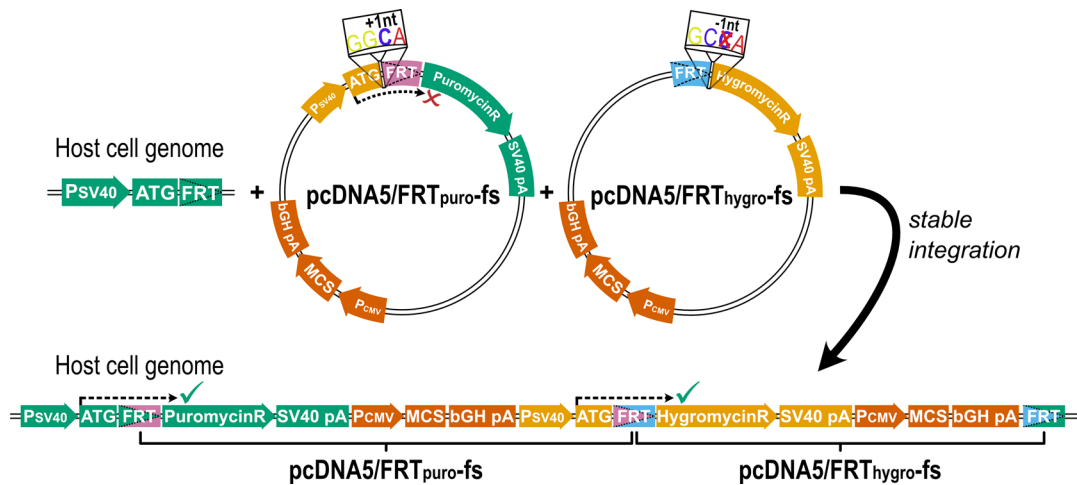 +1nt
GGCA
-1nt
GCCA
PSV40
ATG
FRT
PuromycinR
SV40 pA
PCMV
MCS
bGH pA
pcDNA5/FRTpuro-fs
FRT
HygromycinR
SV40 pA
PCMV
MCS
bGH pA
pcDNA5/FRThygro-fs
Host cell genome
PSV40 ATG FRT
+
+
stable
integration
Host cell genome
PSV40 ATG FRT PuromycinR SV40 pA PCMV MCS bGH pA PSV40 ATG FRT HygromycinR SV40 pA PCMV MCS bGH pA FRT
pcDNA5/FRTpuro-fs
pcDNA5/FRThygro-fs